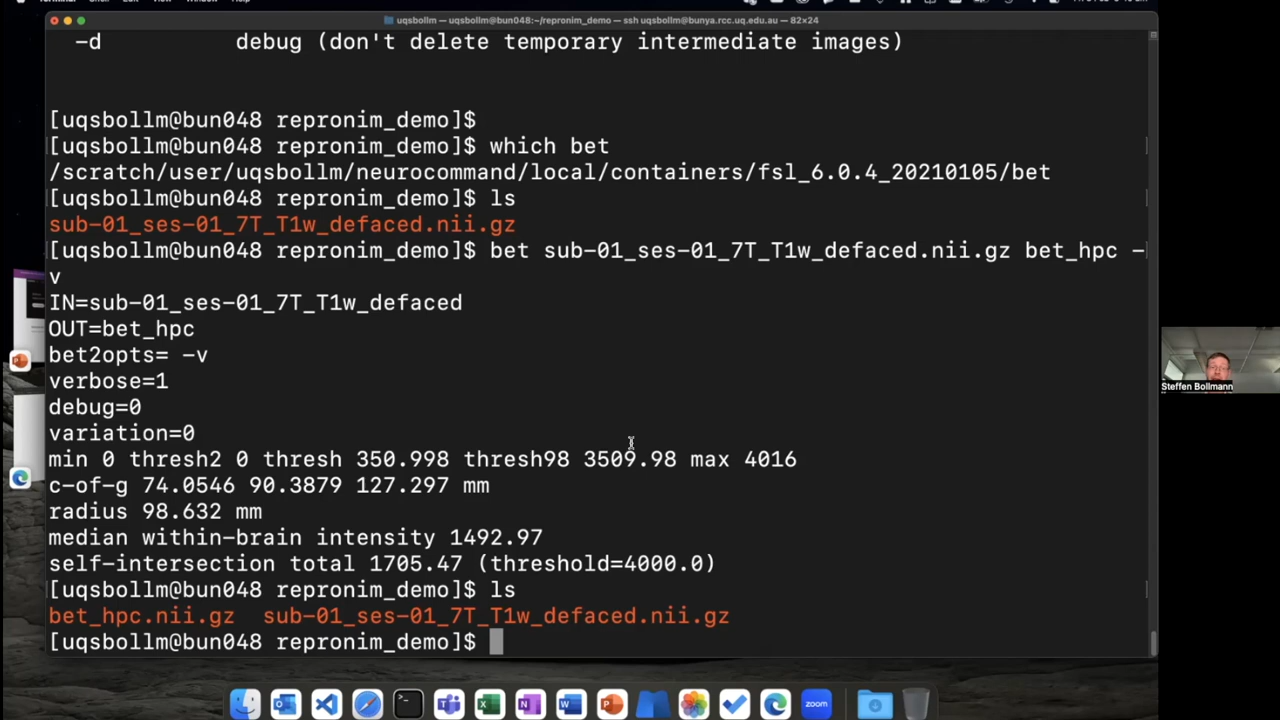 uqsbollm — uqsbollm@bun048:~/repronim_demo — ssh uqsbollm@bunya.rcc.uq.edu.au — 82x24
-d debug (don't delete temporary intermediate images)
[uqsbollm@bun048 repronim_demo]$
[uqsbollm@bun048 repronim_demo]$ which bet
/scratch/user/uqsbollm/neurocommand/local/containers/fsl_6.0.4_20210105/bet
[uqsbollm@bun048 repronim_demo]$ ls
sub-01_ses-01_7T_T1w_defaced.nii.gz
[uqsbollm@bun048 repronim_demo]$ bet sub-01_ses-01_7T_T1w_defaced.nii.gz bet_hpc -
v
IN=sub-01_ses-01_7T_T1w_defaced
OUT=bet_hpc
bet2opts= -v
verbose=1
debug=0
variation=0
min 0 thresh2 0 thresh 350.998 thresh98 3509.98 max 4016
c-of-g 74.0546 90.3879 127.297 mm
radius 98.632 mm
median within-brain intensity 1492.97
self-intersection total 1705.47 (threshold=4000.0)
[uqsbollm@bun048 repronim_demo]$ ls
bet_hpc.nii.gz sub-01_ses-01_7T_T1w_defaced.nii.gz
[uqsbollm@bun048 repronim_demo]$
Steffen Bollmann
zoom